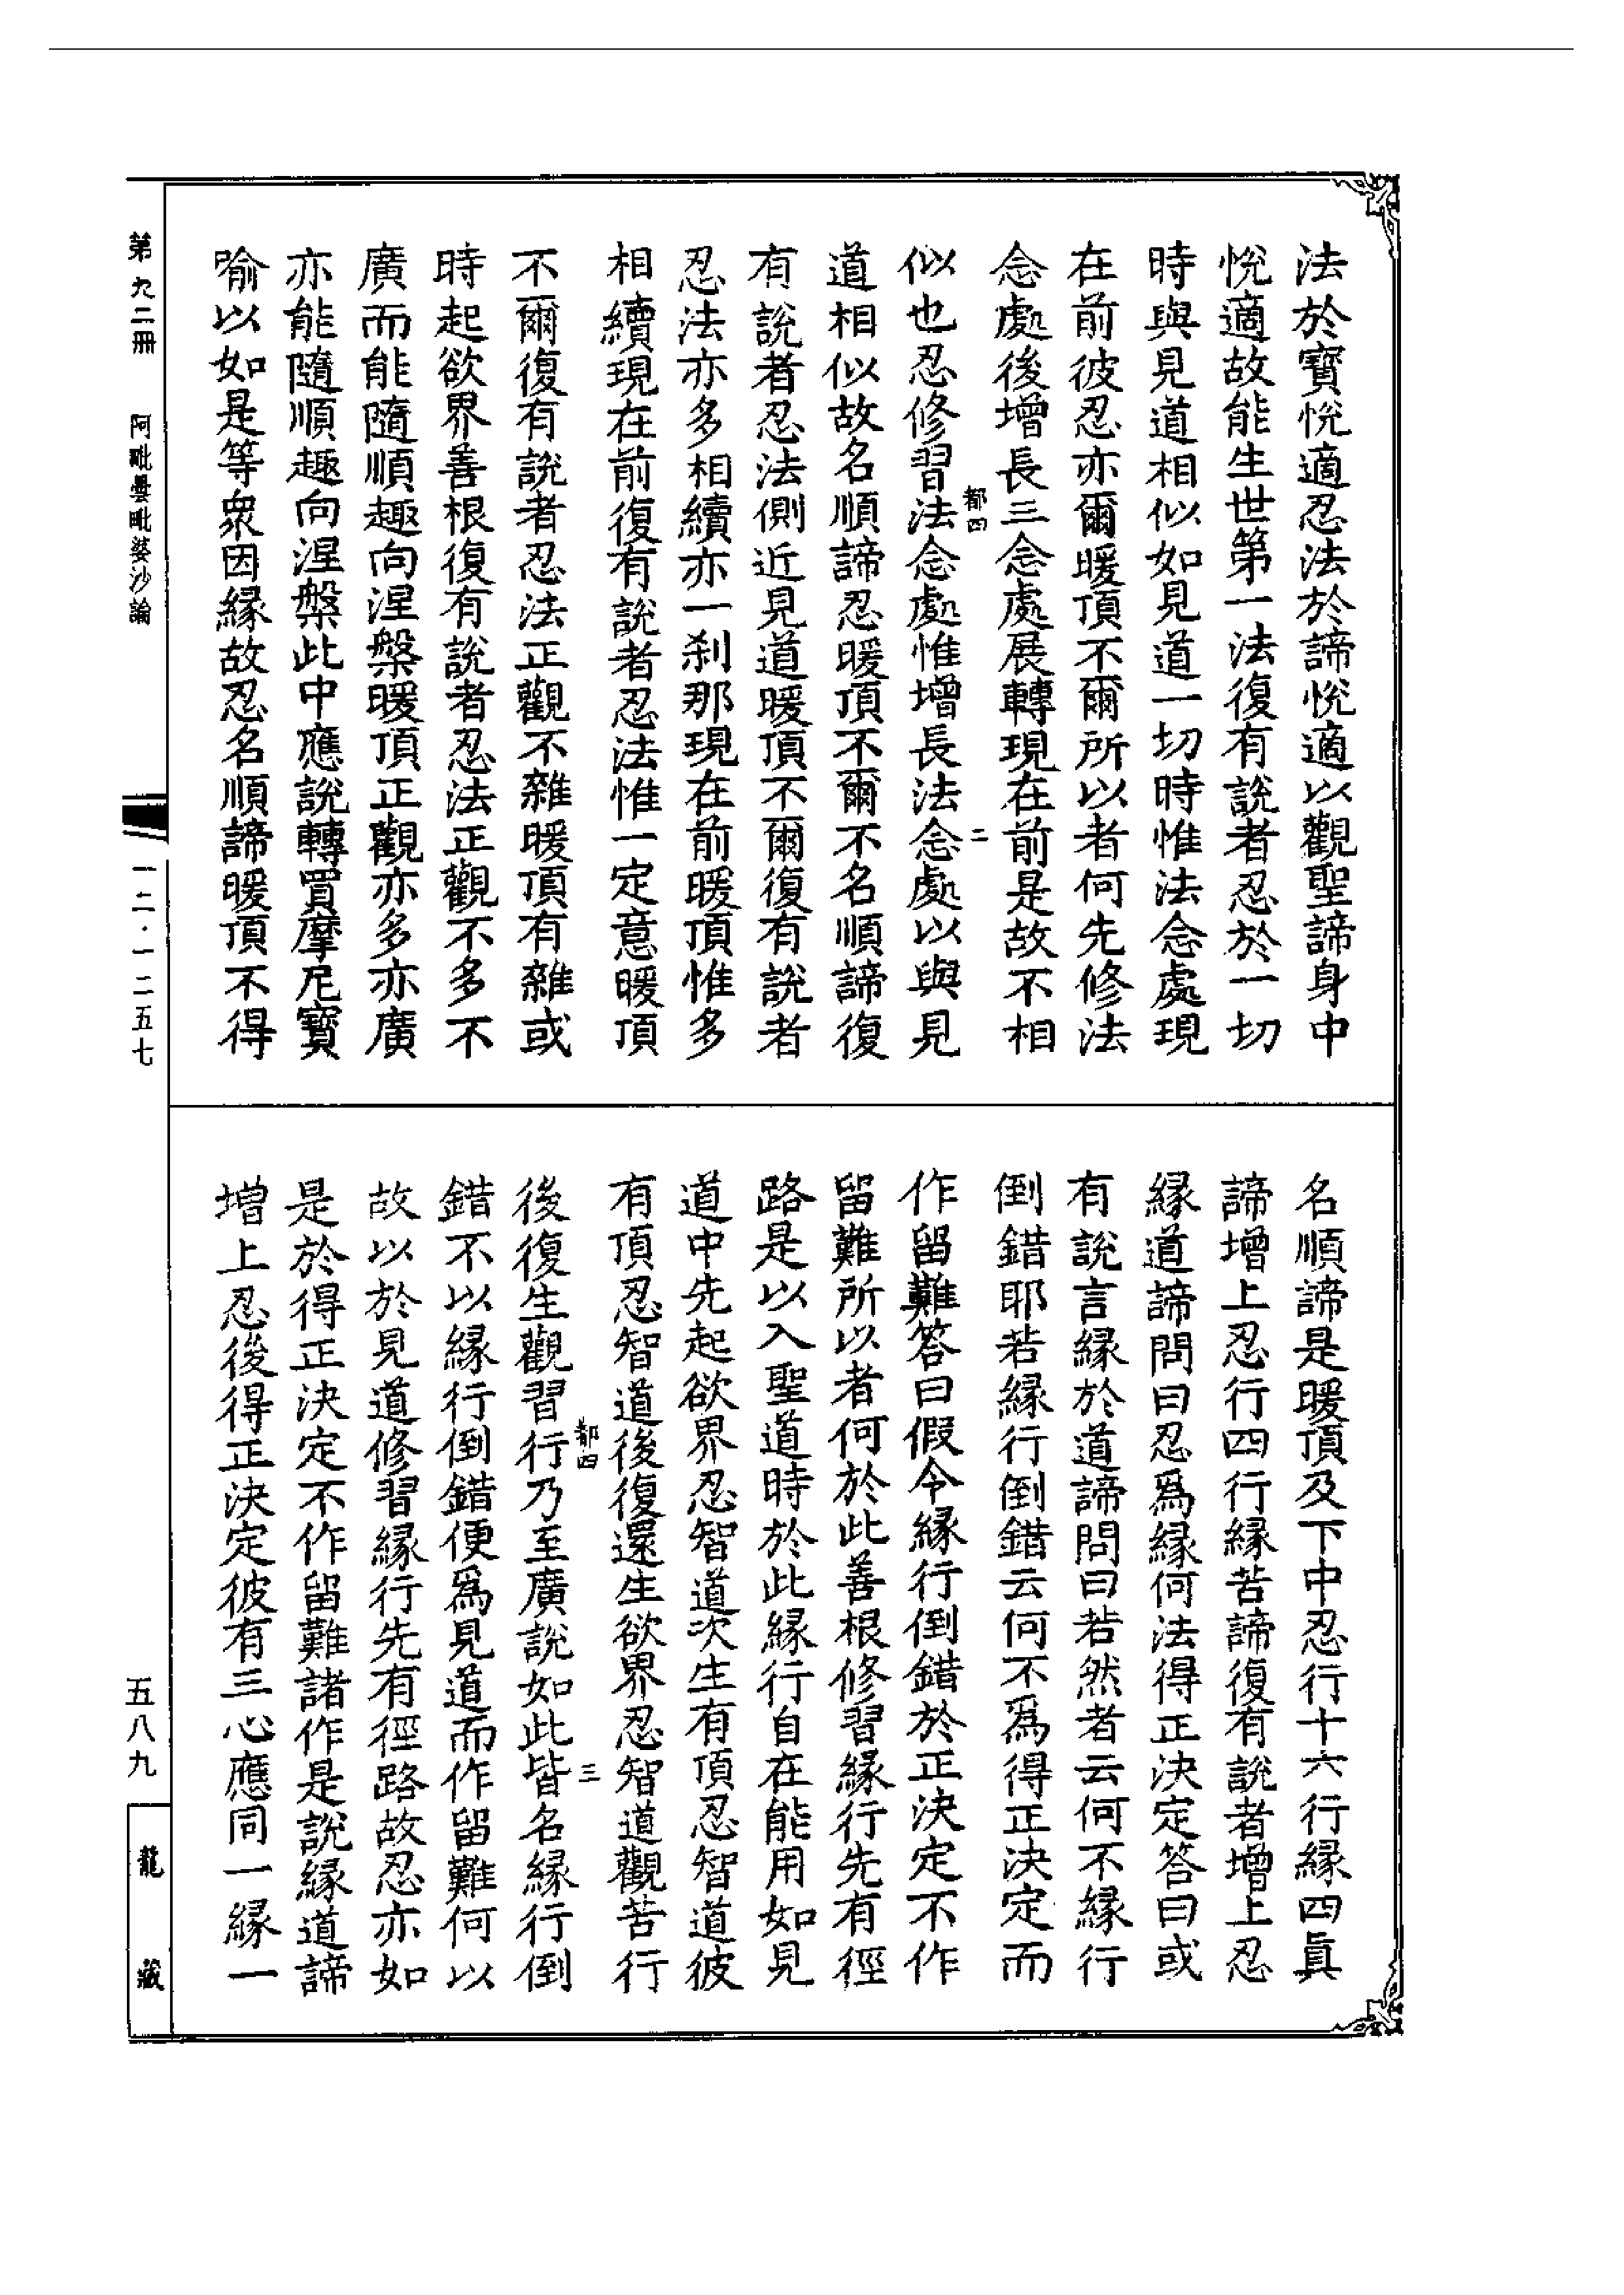 法於寶悅適忍法於諦悅適以觀聖諦身中
悅適故能生世第一法復有說者忍於一切
時與見道相似如見道一切時惟法念處現
在前彼忍亦爾暖頂不爾所以者何先修法
念處後增長三念處展轉現在前是故不相
都四
二
似也忍修習法念處惟增長法念處以與見
道相似故名順諦忍暖頂不爾不名順諦復
有說者忍法側近見道暖頂不爾復有說者
忍法亦多相續亦一刹那現在前暖頂惟多
相續現在前復有說者忍法惟一定意暖頂
不爾復有說者忍法正觀不雜暖頂有雜或
時起欲界善根復有說者忍法正觀不多不
廣而能隨順趣向涅槃暖頂正觀亦多亦廣
亦能隨順趣向涅槃此中應說轉買摩尼寶
喻以如是等衆因緣故忍名順諦暖頂不得
名順諦是暖頂及下中忍行十六行緣四眞
諦增上忍行四行緣苦諦復有說者增上忍
緣道諦問曰忍爲緣何法得正決定答曰或
有說言緣於道諦問曰若然者云何不緣行
倒錯耶若緣行倒錯云何不爲得正決定而
作留難答曰假令緣行倒錯於正決定不作
留難所以者何於此善根修習緣行先有徑
路是以入聖道時於此緣行自在能用如見
道中先起欲界忍智道次生有頂忍智道彼
有頂忍智道後復還生欲界忍智道觀苦行
都四
三
後復生觀習行乃至廣說如此皆名緣行倒
錯不以緣行倒錯便爲見道而作留難何以
故以於見道修習緣行先有徑路故忍亦如
是於得正決定不作留難諸作是說緣道諦
增上忍後得正決定彼有三心應同一緣一
第九二冊
阿毗曇毗婆沙論
一二·一二五七
五八九
龍藏